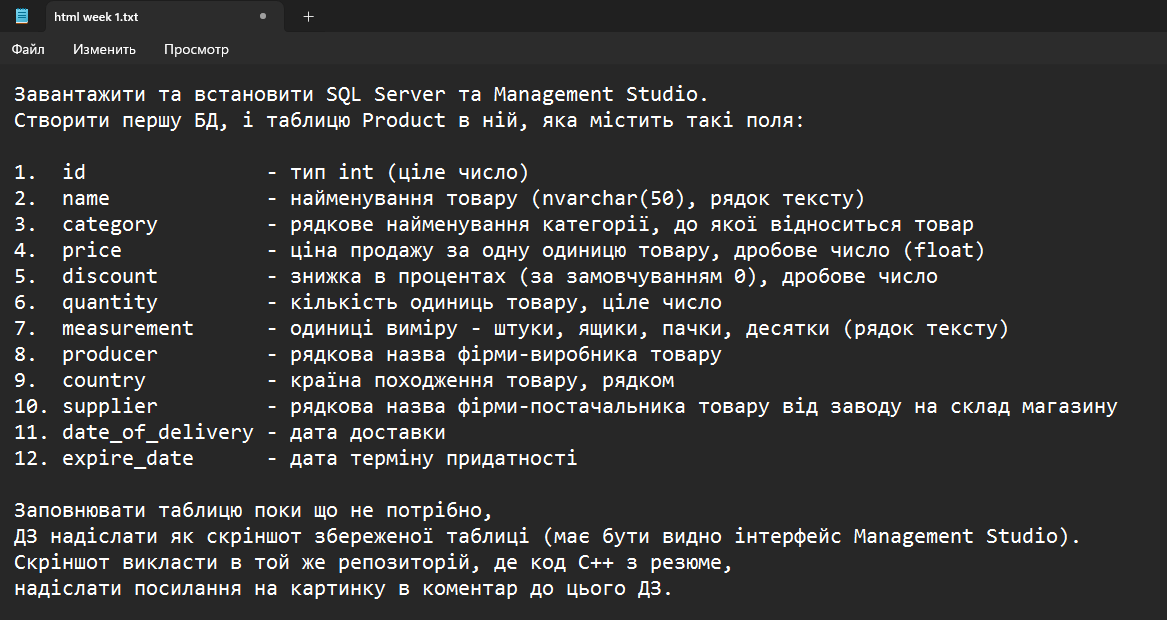 html week 1.txt
Файл Изменить Просмотр
Завантажити та встановити SQL Server та Management Studio.
Створити першу БД, і таблицю Product в ній, яка містить такі поля:
1. id - тип int (ціле число)
2. name - найменування товару (nvarchar(50), рядок тексту)
3. category - рядкове найменування категорії, до якої відноситься товар
4. price - ціна продажу за одну одиницю товару, дробове число (float)
5. discount - знижка в процентах (за замовчуванням 0), дробове число
6. quantity - кількість одиниць товару, ціле число
7. measurement - одиниці виміру - штуки, ящики, пачки, десятки (рядок тексту)
8. producer - рядкова назва фірми-виробника товару
9. country - країна походження товару, рядком
10. supplier - рядкова назва фірми-постачальника товару від заводу на склад магазину
11. date_of_delivery - дата доставки
12. expire_date - дата терміну придатності
Заповнювати таблицю поки що не потрібно,
ДЗ надіслати як скріншот збереженої таблиці (має бути видно інтерфейс Management Studio).
Скріншот викласти в той же репозиторій, де код С++ з резюме,
надіслати посилання на картинку в коментар до цього ДЗ.